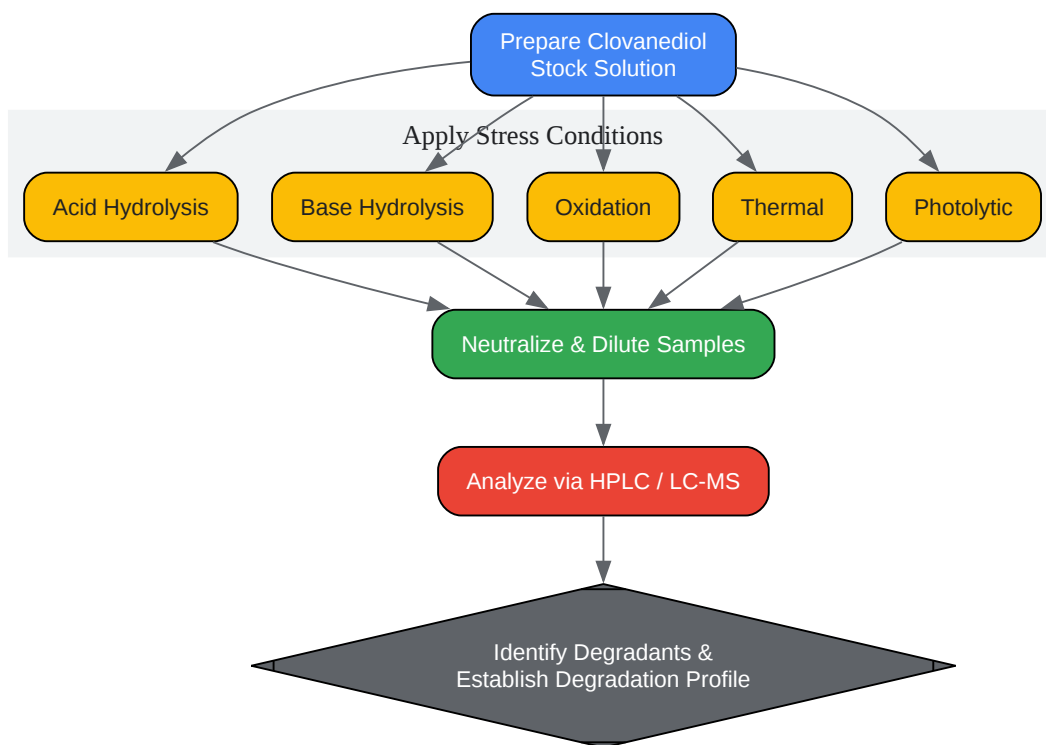 Prepare Clovanediol
Stock Solution
Apply Stress Conditions
Acid Hydrolysis
Base Hydrolysis
Oxidation
Thermal
Photolytic
Neutralize & Dilute Samples
Analyze via HPLC / LC-MS
Identify Degradants &
Establish Degradation Profile